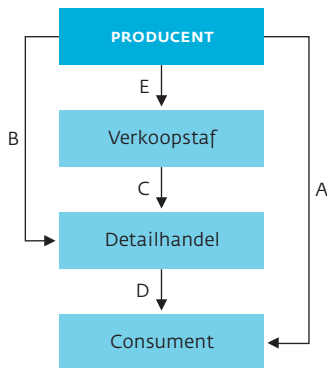 PRODUCENT
E
B
Verkoopstaf
C
A
Detailhandel
D
Consument